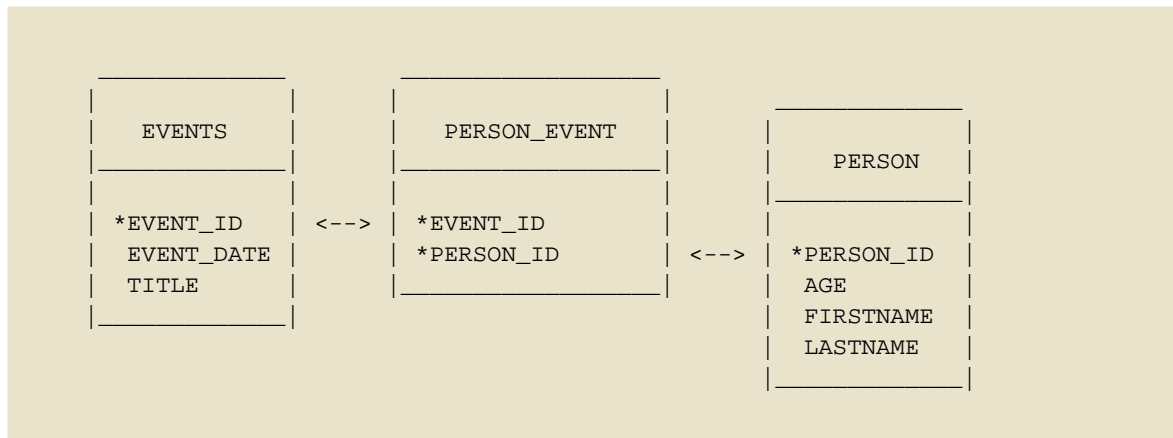 EVENTS PERSON_EVENT
PERSON
*EVENT_ID <--> *EVENT_ID
EVENT_DATE *PERSON_ID <--> *PERSON_ID
TITLE AGE
FIRSTNAME
LASTNAME